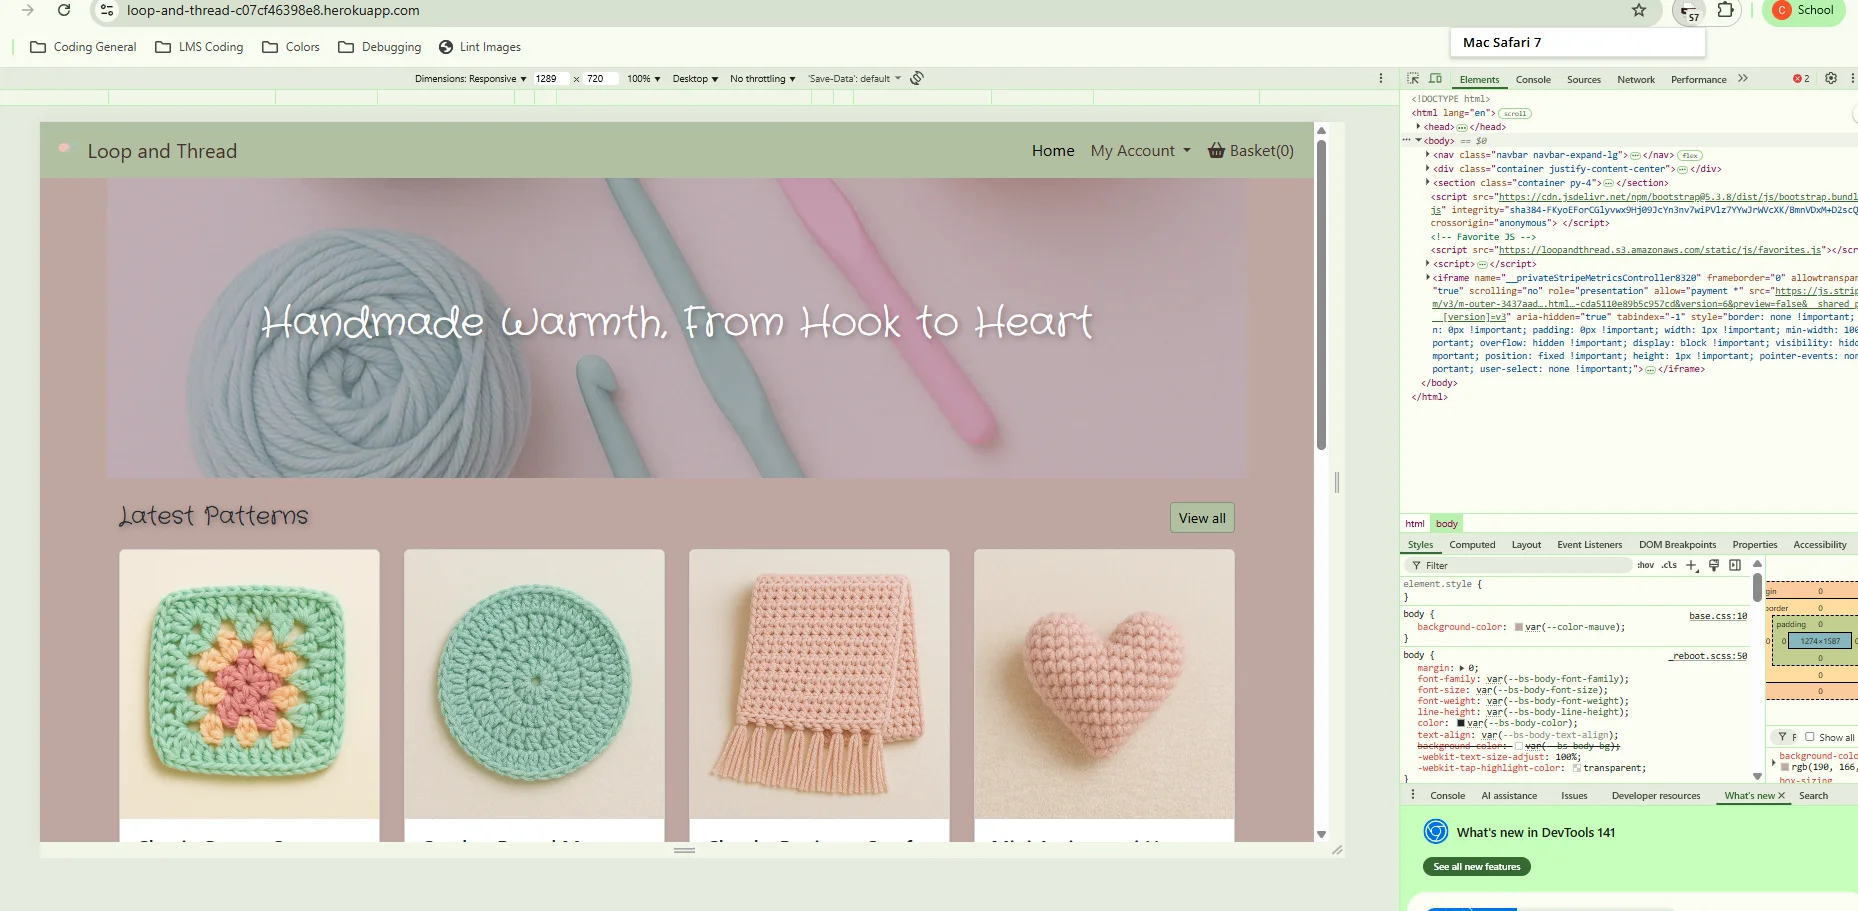 loop-and-thread-c07cf46398e8.herokuapp.com
S7
C School
Coding General LMS Coding Colors Debugging Lint Images
Mac Safari 7
Dimensions: Responsive 1289 × 720 100% Desktop No throttling 'Save-Data': default
Elements Console Sources Network Performance 2
Loop and Thread
Home My Account Basket(0)
Handmade Warmth, From Hook to Heart
Latest Patterns
View all
<!DOCTYPE html>
<html lang="en"> scroll
<head> </head>
<body> == $0
<nav class="navbar navbar-expand-lg"> </nav> flex
<div class="container justify-content-center"> </div>
<section class="container py-4"> </section>
<script src="https://cdn.jsdelivr.net/npm/bootstrap@5.3.8/dist/js/bootstrap.bundl
crossorigin="anonymous"> </script>
<!-- Favorite JS -->
<script src="https://loopandthread.s3.amazonaws.com/static/js/favorites.js"></scr
<script> </script>
<iframe name="__privateStripeMetricsController8320" frameborder="0" allowtranspar
"true" scrolling="no" role="presentation" allow="payment *" src="https://js.strip
m/v3/m-outer-3437aad….html…-cda5110e89b5c957cd&version=6&preview=false&__shared_p
__[version]=v3" aria-hidden="true" tabindex="-1" style="border: none !important;
n: 0px !important; padding: 0px !important; width: 1px !important; min-width: 100
portant; overflow: hidden !important; display: block !important; visibility: hidd
mportant; position: fixed !important; height: 1px !important; pointer-events: non
portant; user-select: none !important;"> </iframe>
</body>
</html>
html body
Styles Computed Layout Event Listeners DOM Breakpoints Properties Accessibility
Filter :hov .cls
element.style {
}
body { base.css:10
background-color: var(--color-mauve);
}
body { _reboot.scss:50
margin: 0;
font-family: var(--bs-body-font-family);
font-size: var(--bs-body-font-size);
font-weight: var(--bs-body-font-weight);
line-height: var(--bs-body-line-height);
color: var(--bs-body-color);
text-align: var(--bs-body-text-align);
background-color: var(--bs-body-bg);
-webkit-text-size-adjust: 100%;
-webkit-tap-highlight-color: transparent;
}
gin 0
border 0
padding 0
0 0 1274×1587
0
0
0
Show all
background-colo
rgb(190, 166,
box-sizing
Console AI assistance Issues Developer resources What's new Search
What's new in DevTools 141
See all new features